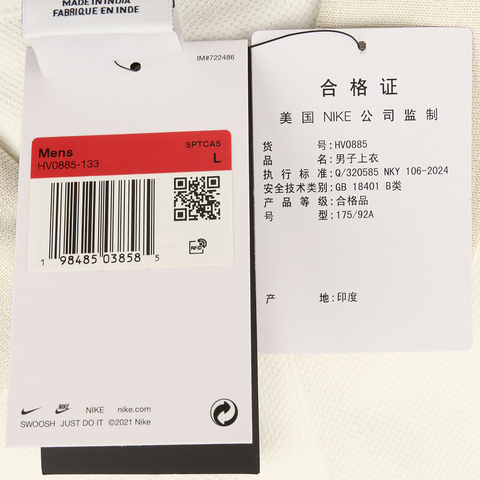 MADE IN INDIA
FABRIQUE EN INDE
IM#722486
SPTCAS
Mens L
HV0885-133
1 98485 03858 5
RFID
NIKE nike.com
SWOOSH JUST DO IT ©2021 Nike
合格证
美国 NIKE 公司监制
货 号:HV0885
品 名:男子上衣
执行标准:Q/320585 NKY 106-2024
安全技术类别:GB 18401 B类
产品等级:合格品
号 型:175/92A
产 地:印度